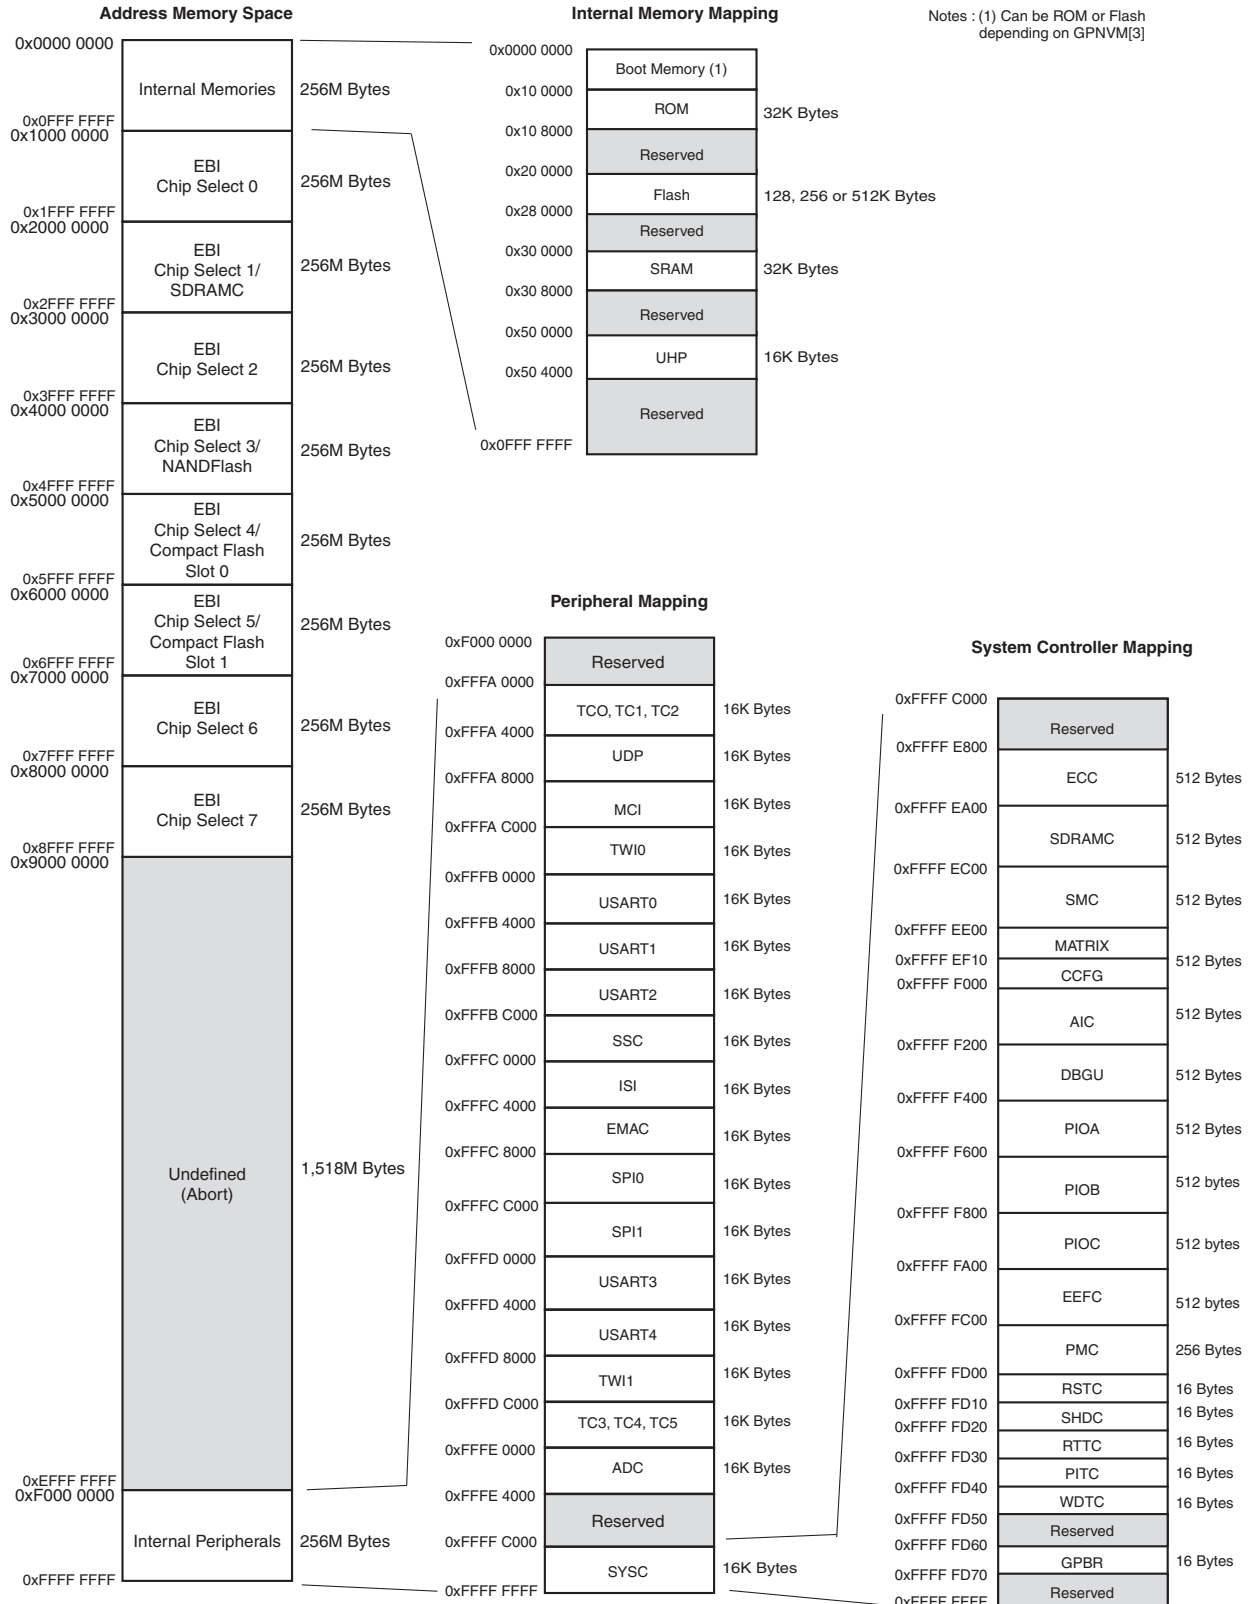 Address Memory Space
0x0000 0000
Internal Memories
256M Bytes
0x0FFF FFFF
0x1000 0000
EBI
Chip Select 0
256M Bytes
0x1FFF FFFF
0x2000 0000
EBI
Chip Select 1/
SDRAMC
256M Bytes
0x2FFF FFFF
0x3000 0000
EBI
Chip Select 2
256M Bytes
0x3FFF FFFF
0x4000 0000
EBI
Chip Select 3/
NANDFlash
256M Bytes
0x4FFF FFFF
0x5000 0000
EBI
Chip Select 4/
Compact Flash
Slot 0
256M Bytes
0x5FFF FFFF
0x6000 0000
EBI
Chip Select 5/
Compact Flash
Slot 1
256M Bytes
0x6FFF FFFF
0x7000 0000
EBI
Chip Select 6
256M Bytes
0x7FFF FFFF
0x8000 0000
EBI
Chip Select 7
256M Bytes
0x8FFF FFFF
0x9000 0000
Undefined
(Abort)
1,518M Bytes
0xEFFF FFFF
0xF000 0000
Internal Peripherals
256M Bytes
0xFFFF FFFF
Internal Memory Mapping
0x0000 0000
Boot Memory (1)
0x10 0000
ROM
32K Bytes
0x10 8000
Reserved
0x20 0000
Flash
128, 256 or 512K Bytes
0x28 0000
Reserved
0x30 0000
SRAM
32K Bytes
0x30 8000
Reserved
0x50 0000
UHP
16K Bytes
0x50 4000
Reserved
0x0FFF FFFF
Notes : (1) Can be ROM or Flash
depending on GPNVM[3]
Peripheral Mapping
0xF000 0000
Reserved
0xFFFA 0000
TCO, TC1, TC2
16K Bytes
0xFFFA 4000
UDP
16K Bytes
0xFFFA 8000
MCI
16K Bytes
0xFFFA C000
TWI0
16K Bytes
0xFFFB 0000
USART0
16K Bytes
0xFFFB 4000
USART1
16K Bytes
0xFFFB 8000
USART2
16K Bytes
0xFFFB C000
SSC
16K Bytes
0xFFFC 0000
ISI
16K Bytes
0xFFFC 4000
EMAC
16K Bytes
0xFFFC 8000
SPI0
16K Bytes
0xFFFC C000
SPI1
16K Bytes
0xFFFD 0000
USART3
16K Bytes
0xFFFD 4000
USART4
16K Bytes
0xFFFD 8000
TWI1
16K Bytes
0xFFFD C000
TC3, TC4, TC5
16K Bytes
0xFFFE 0000
ADC
16K Bytes
0xFFFE 4000
Reserved
0xFFFF C000
SYSC
16K Bytes
0xFFFF FFFF
System Controller Mapping
0xFFFF C000
Reserved
0xFFFF E800
ECC
512 Bytes
0xFFFF EA00
SDRAMC
512 Bytes
0xFFFF EC00
SMC
512 Bytes
0xFFFF EE00
MATRIX
0xFFFF EF10
512 Bytes
CCFG
0xFFFF F000
AIC
512 Bytes
0xFFFF F200
DBGU
512 Bytes
0xFFFF F400
PIOA
512 Bytes
0xFFFF F600
PIOB
512 bytes
0xFFFF F800
PIOC
512 bytes
0xFFFF FA00
EEFC
512 bytes
0xFFFF FC00
PMC
256 Bytes
0xFFFF FD00
RSTC
16 Bytes
0xFFFF FD10
SHDC
16 Bytes
0xFFFF FD20
RTTC
16 Bytes
0xFFFF FD30
PITC
16 Bytes
0xFFFF FD40
WDTC
16 Bytes
0xFFFF FD50
Reserved
0xFFFF FD60
GPBR
16 Bytes
0xFFFF FD70
Reserved
0xFFFF FFFF